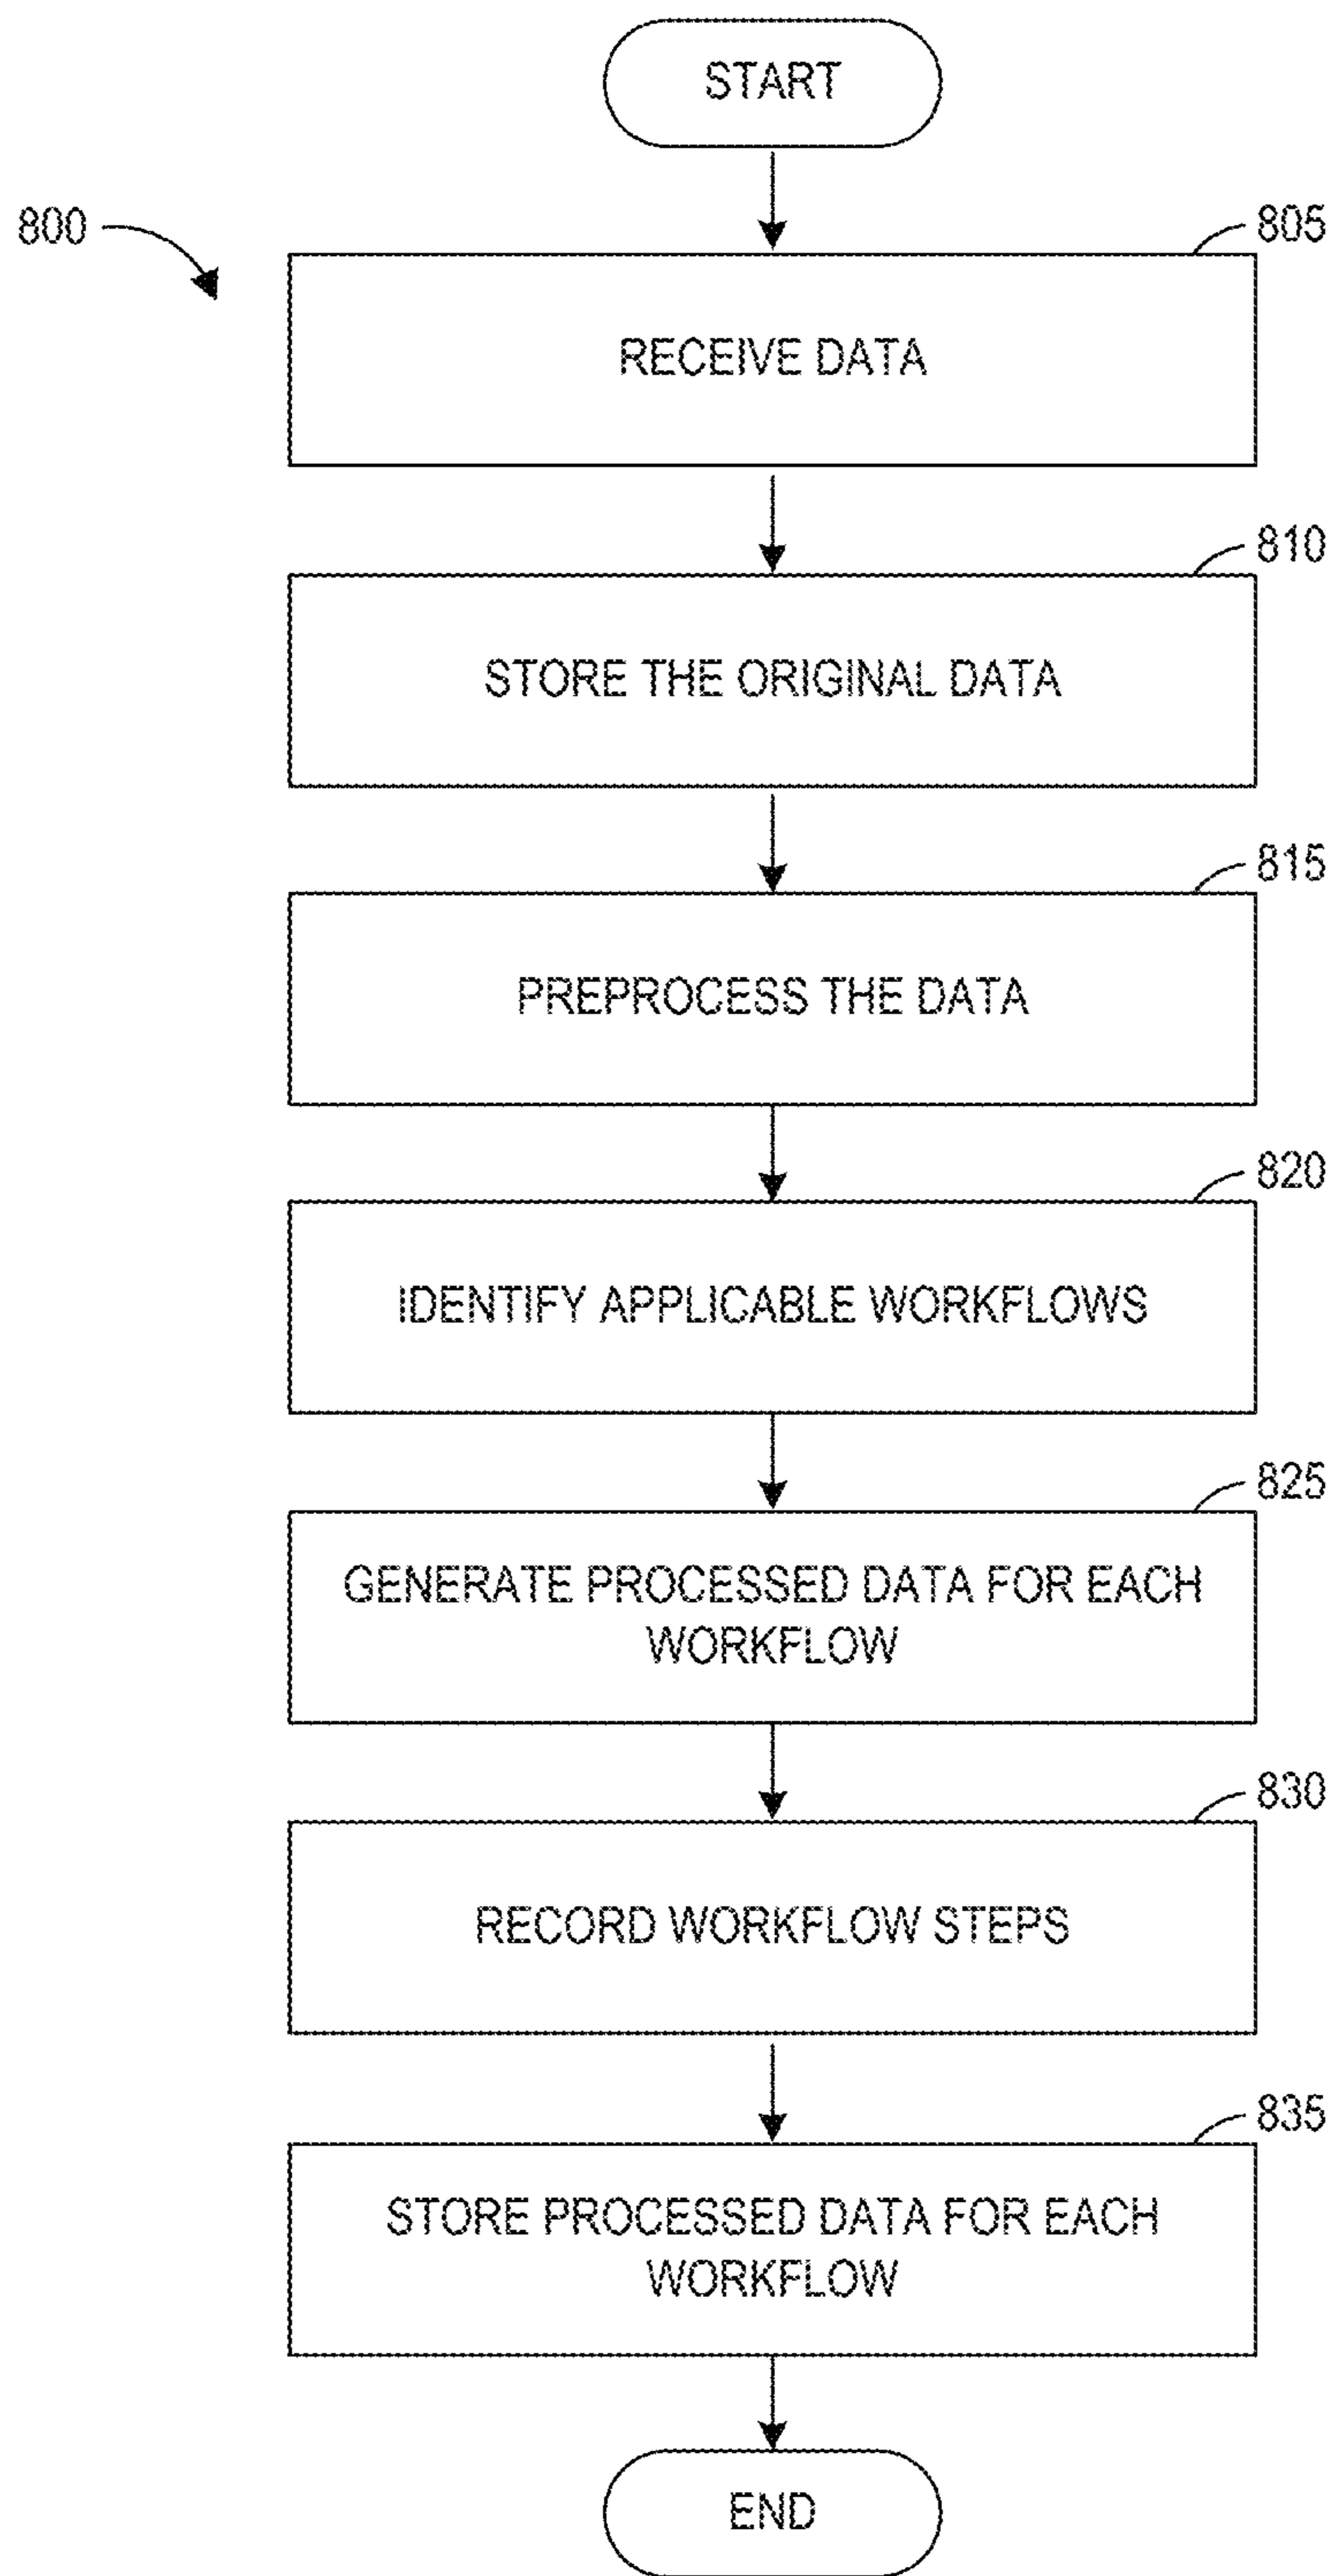 START
800
805
RECEIVE DATA
810
STORE THE ORIGINAL DATA
815
PREPROCESS THE DATA
820
IDENTIFY APPLICABLE WORKFLOWS
825
GENERATE PROCESSED DATA FOR EACH
WORKFLOW
830
RECORD WORKFLOW STEPS
835
STORE PROCESSED DATA FOR EACH
WORKFLOW
END